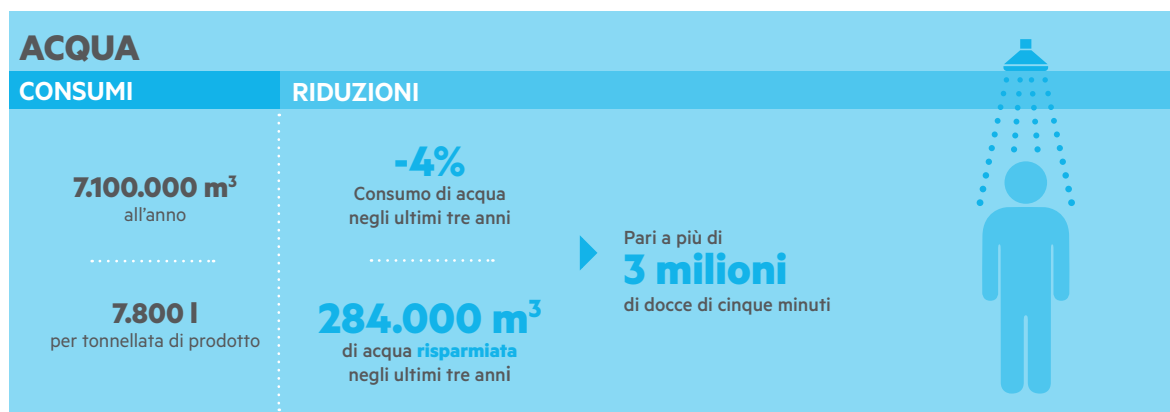 ACQUA
CONSUMI
RIDUZIONI
7.100.000 m³
all'anno
7.800 l
per tonnellata di prodotto
-4%
Consumo di acqua
negli ultimi tre anni
284.000 m³
di acqua risparmiata
negli ultimi tre anni
Pari a più di
3 milioni
di docce di cinque minuti